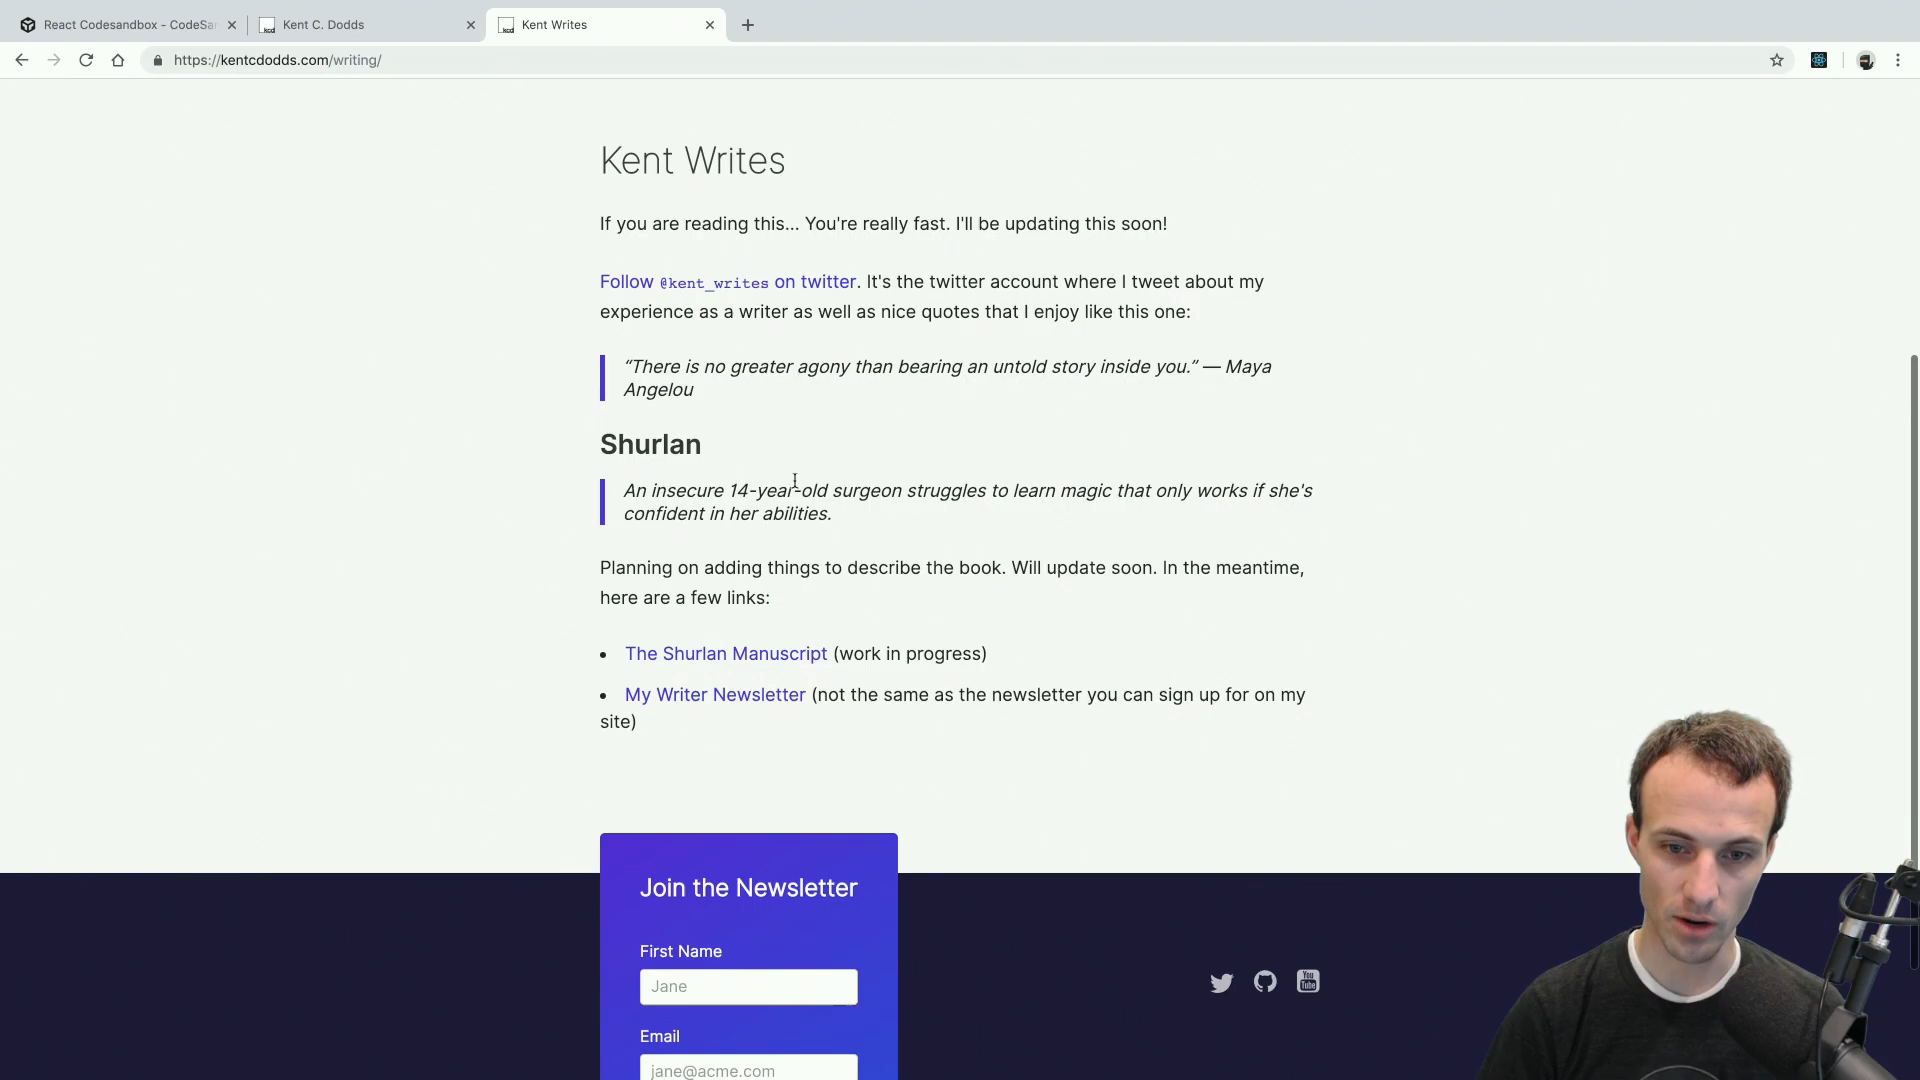 React Codesandbox - CodeSa
Kent C. Dodds
Kent Writes
https://kentcdodds.com/writing/
Kent Writes
If you are reading this... You're really fast. I'll be updating this soon!
Follow @kent_writes on twitter. It's the twitter account where I tweet about my
experience as a writer as well as nice quotes that I enjoy like this one:
“There is no greater agony than bearing an untold story inside you.” — Maya
Angelou
Shurlan
An insecure 14-year-old surgeon struggles to learn magic that only works if she's
confident in her abilities.
Planning on adding things to describe the book. Will update soon. In the meantime,
here are a few links:
• The Shurlan Manuscript (work in progress)
• My Writer Newsletter (not the same as the newsletter you can sign up for on my
site)
Join the Newsletter
First Name
Jane
You
Tube
Email
jane@acme.com